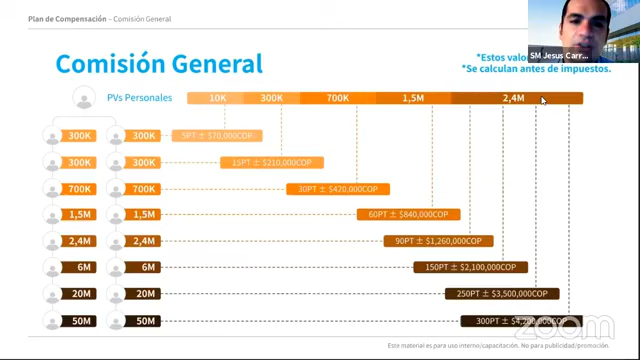 Plan de Compensación – Comisión General
SM Jesus Carr...
Comisión General
*Estos valor
*Se calculan antes de impuestos.
PVs Personales 10K 300K 700K 1,5M 2,4M
300K 300K 5PT ± $70,000COP
300K 300K 15PT ± $210,000COP
700K 700K 30PT ± $420,000COP
1,5M 1,5M 60PT ± $840,000COP
2,4M 2,4M 90PT ± $1,260,000COP
6M 6M 150PT ± $2,100,000COP
20M 20M 250PT ± $3,500,000COP
50M 50M 300PT ± $4,200,000COP
zoom
Este material es para uso interno/capacitación. No para publicidad/promoción.